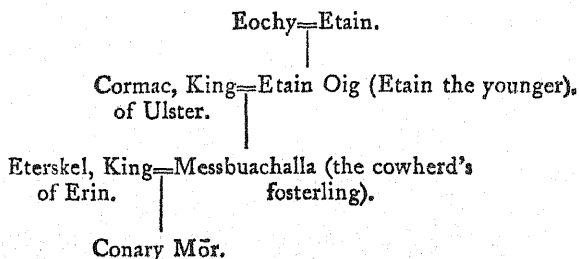 Eochy=Etain.
Cormac, King=Etain Oig (Etain the younger).
of Ulster.
Eterskel, King=Messbuachalla (the cowherd's
of Erin. fosterling).
Conary Mōr.